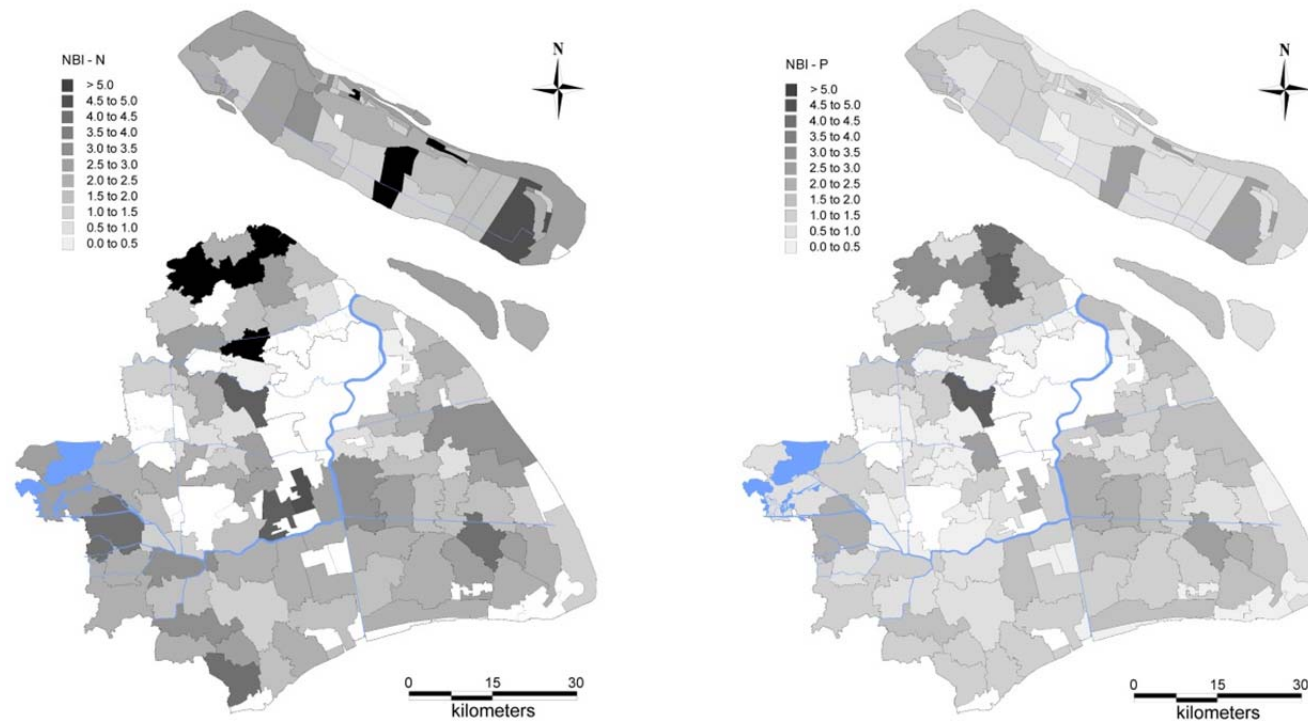 N
NBI - N
> 5.0
4.5 to 5.0
4.0 to 4.5
3.5 to 4.0
3.0 to 3.5
2.5 to 3.0
2.0 to 2.5
1.5 to 2.0
1.0 to 1.5
0.5 to 1.0
0.0 to 0.5
0 15 30
kilometers
N
NBI - P
> 5.0
4.5 to 5.0
4.0 to 4.5
3.5 to 4.0
3.0 to 3.5
2.5 to 3.0
2.0 to 2.5
1.5 to 2.0
1.0 to 1.5
0.5 to 1.0
0.0 to 0.5
0 15 30
kilometers